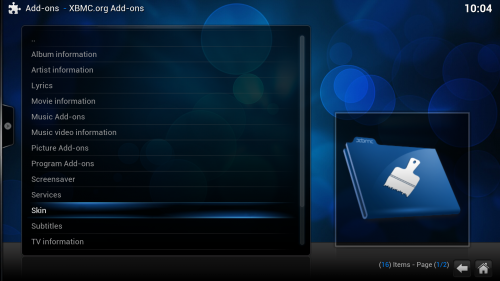 Add-ons - XBMC.org Add-ons
10:04
..
Album information
Artist information
Lyrics
Movie information
Music Add-ons
Music video information
Picture Add-ons
Program Add-ons
Screensaver
Services
Skin
Subtitles
TV information
(16) Items - Page (1/2)